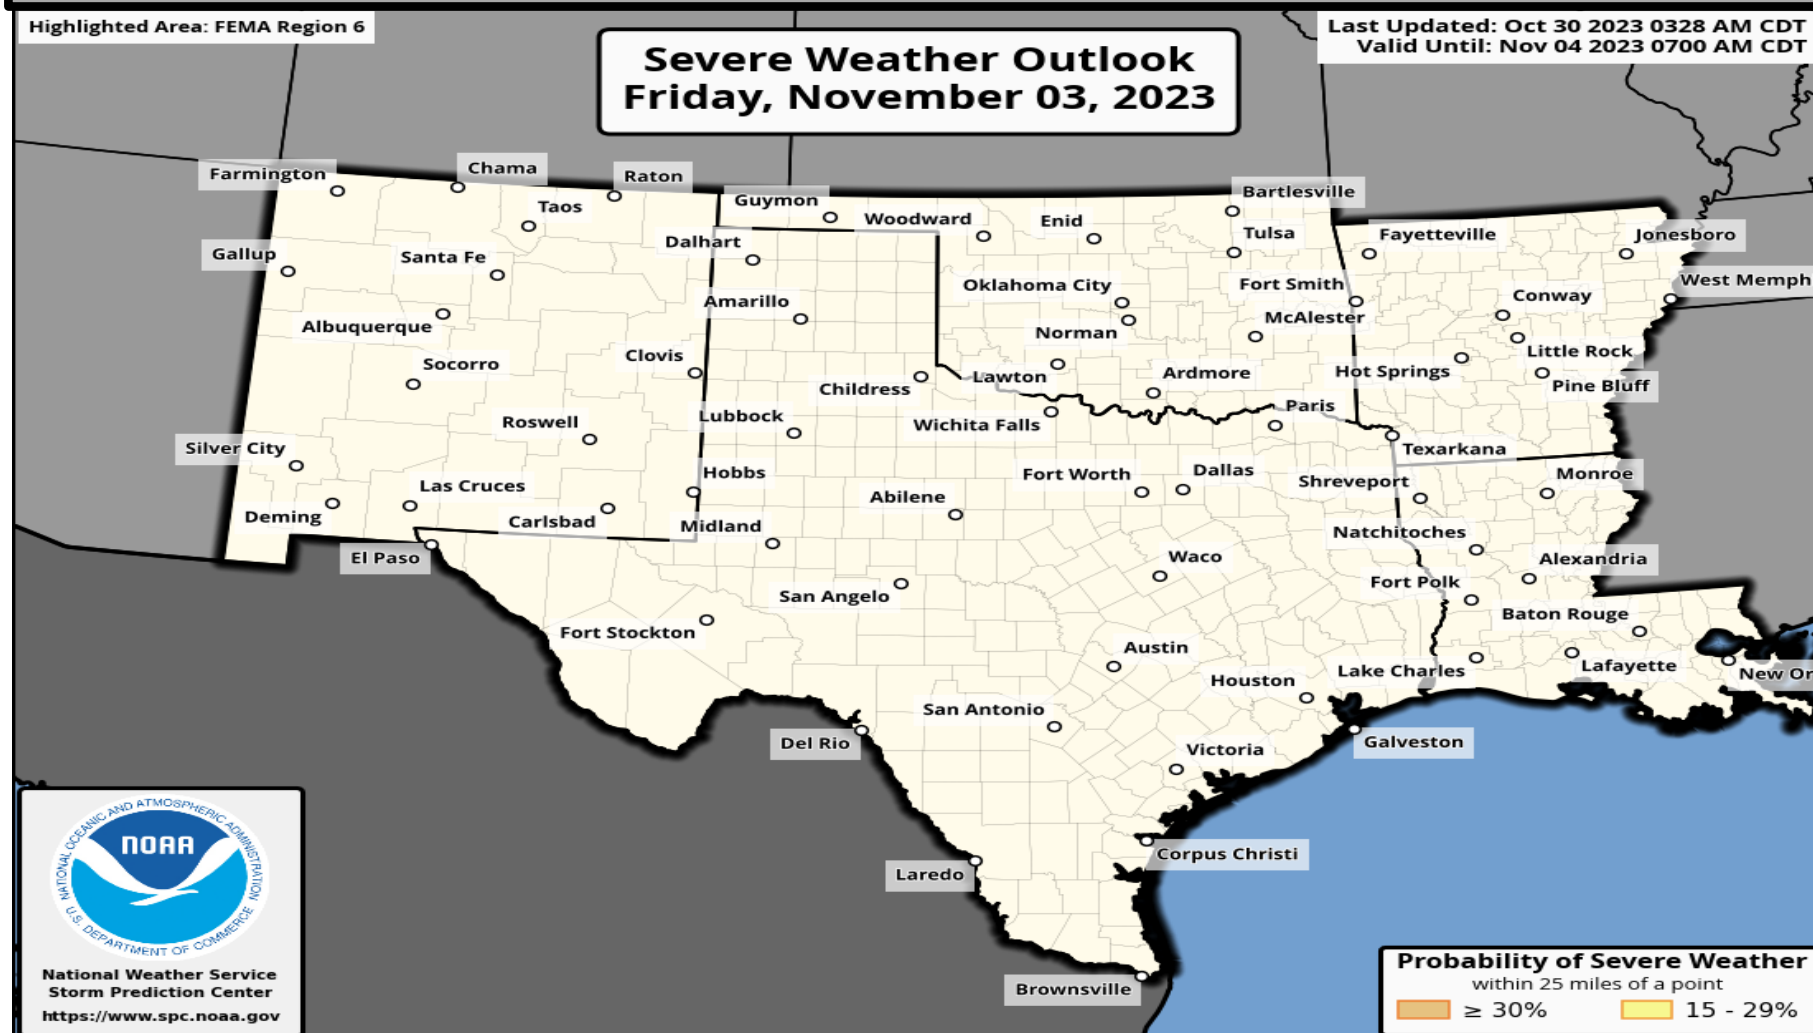 Highlighted Area: FEMA Region 6
Last Updated: Oct 30 2023 0328 AM CDT
Valid Until: Nov 04 2023 0700 AM CDT
Severe Weather Outlook
Friday, November 03, 2023
Farmington
Chama
Raton
Taos
Guymon
Woodward
Enid
Bartlesville
Tulsa
Fayetteville
Jonesboro
Gallup
Santa Fe
Dalhart
Oklahoma City
Fort Smith
Conway
West Memph
Albuquerque
Amarillo
Norman
McAlester
Little Rock
Socorro
Clovis
Childress
Lawton
Ardmore
Hot Springs
Pine Bluff
Roswell
Lubbock
Wichita Falls
Paris
Texarkana
Silver City
Las Cruces
Hobbs
Abilene
Fort Worth
Dallas
Shreveport
Monroe
Deming
Carlsbad
Midland
Natchitoches
El Paso
San Angelo
Waco
Fort Polk
Alexandria
Fort Stockton
Austin
Baton Rouge
Houston
Lake Charles
Lafayette
New Or
San Antonio
Del Rio
Victoria
Galveston
Laredo
Corpus Christi
Brownsville
NATIONAL OCEANIC AND ATMOSPHERIC ADMINISTRATION
NOAA
U.S. DEPARTMENT OF COMMERCE
National Weather Service
Storm Prediction Center
https://www.spc.noaa.gov
Probability of Severe Weather
within 25 miles of a point
≥ 30%
15 - 29%